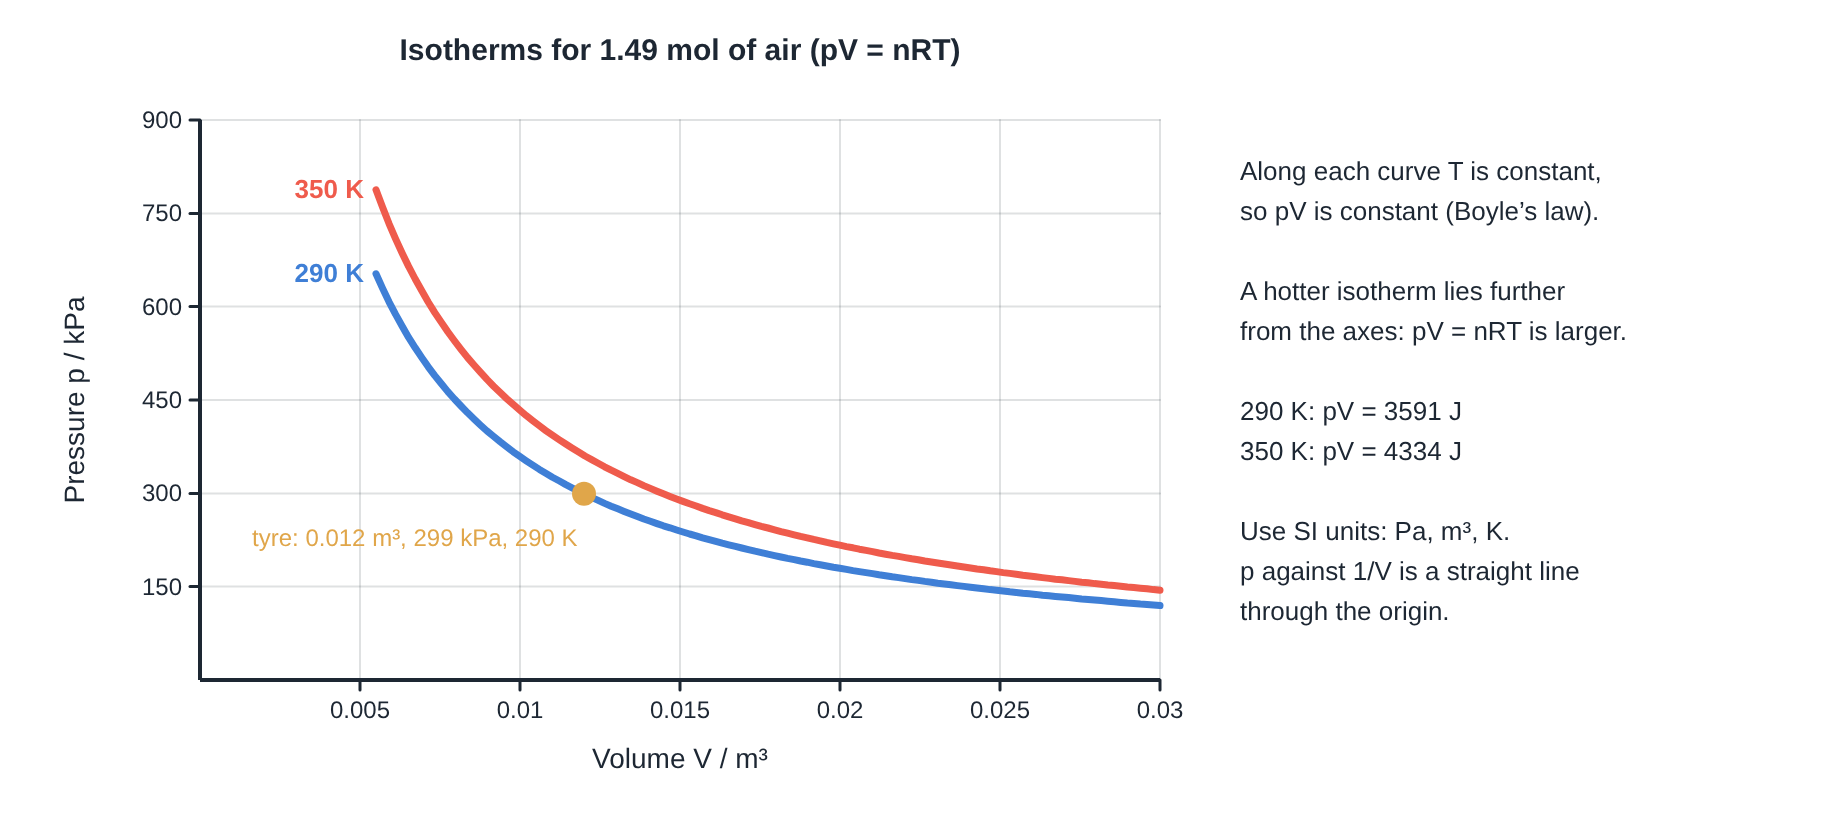 Isotherms for 1.49 mol of air (pV = nRT)
900
750
600
450
300
150
Pressure p / kPa
350 K
290 K
tyre: 0.012 m³, 299 kPa, 290 K
0.005
0.01
0.015
0.02
0.025
0.03
Volume V / m³
Along each curve T is constant,
so pV is constant (Boyle’s law).
A hotter isotherm lies further
from the axes: pV = nRT is larger.
290 K: pV = 3591 J
350 K: pV = 4334 J
Use SI units: Pa, m³, K.
p against 1/V is a straight line
through the origin.